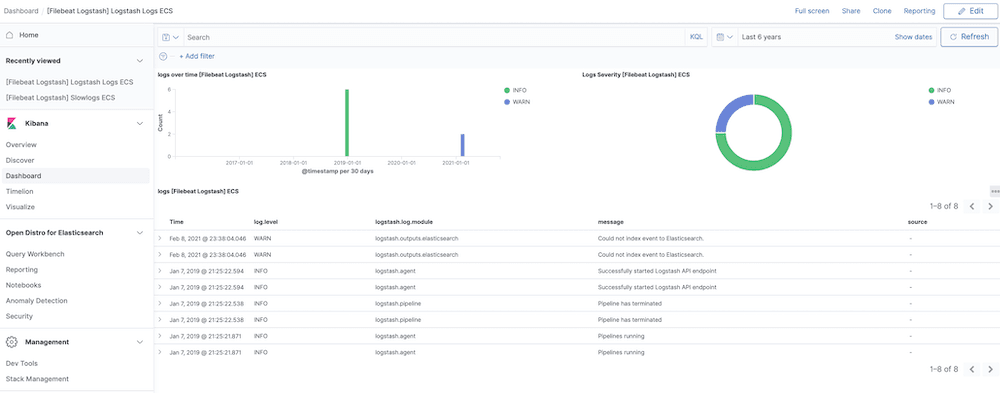 Dashboard / [Filebeat Logstash] Logstash Logs ECS
Full screen Share Clone Reporting Edit
Home
Recently viewed
[Filebeat Logstash] Logstash Logs ECS
[Filebeat Logstash] Slowlogs ECS
Kibana
Overview
Discover
Dashboard
Timelion
Visualize
Open Distro for Elasticsearch
Query Workbench
Reporting
Notebooks
Anomaly Detection
Security
Management
Dev Tools
Stack Management
Search KQL Last 6 years Show dates Refresh
+ Add filter
logs over time [Filebeat Logstash] ECS
Count
6
4
2
0
2017-01-01 2018-01-01 2019-01-01 2020-01-01 2021-01-01
@timestamp per 30 days
INFO
WARN
Logs Severity [Filebeat Logstash] ECS
INFO
WARN
logs [Filebeat Logstash] ECS
1–8 of 8
Time log.level logstash.log.module message source
Feb 8, 2021 @ 23:38:04.046 WARN logstash.outputs.elasticsearch Could not index event to Elasticsearch. -
Feb 8, 2021 @ 23:38:04.046 WARN logstash.outputs.elasticsearch Could not index event to Elasticsearch. -
Jan 7, 2019 @ 21:25:22.594 INFO logstash.agent Successfully started Logstash API endpoint -
Jan 7, 2019 @ 21:25:22.594 INFO logstash.agent Successfully started Logstash API endpoint -
Jan 7, 2019 @ 21:25:22.538 INFO logstash.pipeline Pipeline has terminated -
Jan 7, 2019 @ 21:25:22.538 INFO logstash.pipeline Pipeline has terminated -
Jan 7, 2019 @ 21:25:21.871 INFO logstash.agent Pipelines running -
Jan 7, 2019 @ 21:25:21.871 INFO logstash.agent Pipelines running -
1–8 of 8